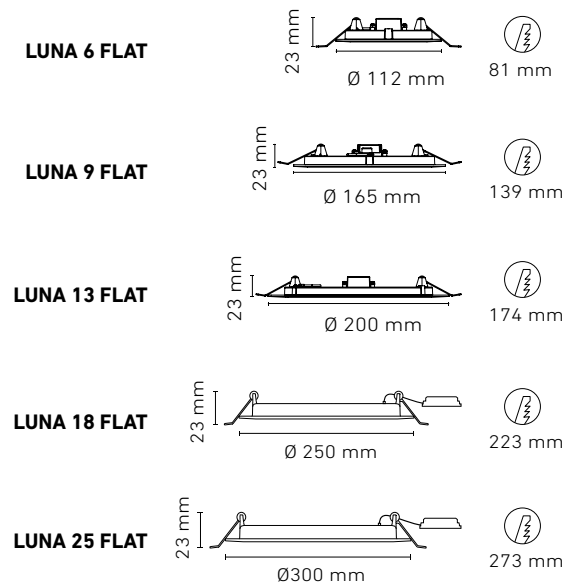 LUNA 6 FLAT
23 mm
Ø 112 mm
81 mm
LUNA 9 FLAT
23 mm
Ø 165 mm
139 mm
LUNA 13 FLAT
23 mm
Ø 200 mm
174 mm
LUNA 18 FLAT
23 mm
Ø 250 mm
223 mm
LUNA 25 FLAT
23 mm
Ø300 mm
273 mm